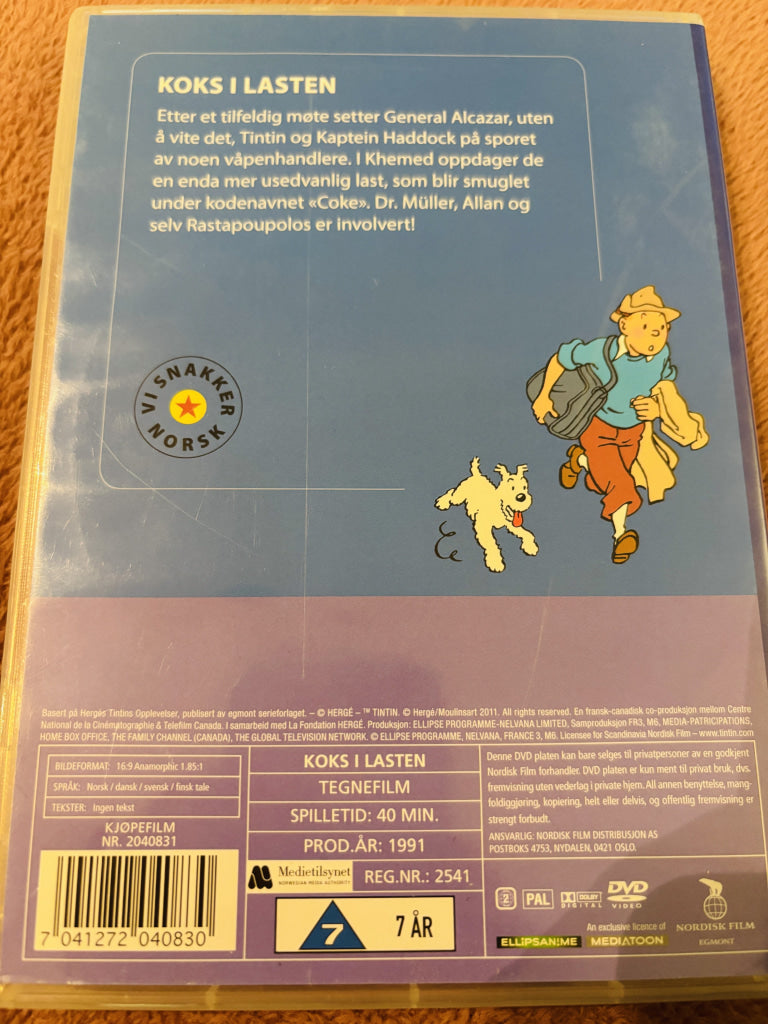 KOKS I LASTEN
Etter et tilfeldig møte setter General Alcazar, uten
å vite det, Tintin og Kaptein Haddock på sporet
av noen våpenhandlere. I Khemed oppdager de
en enda mer usedvanlig last, som blir smuglet
under kodenavnet «Coke». Dr. Müller, Allan og
selv Rastapoupolos er involvert!
VI SNAKKER
NORSK
Basert på Hergés Tintins Opplevelser, publisert av egmont serieforlaget. – © HERGÉ – ™ TINTIN. © Hergé/Moulinsart 2011. All rights reserved. En fransk-canadisk co-produksjon mellom Centre
National de la Cinématographie & Telefilm Canada. I samarbeid med La Fondation HERGÉ. Produksjon: ELLIPSE PROGRAMME-NELVANA LIMITED, Samproduksjon FR3, M6, MEDIA-PATRICIPATIONS,
HOME BOX OFFICE, THE FAMILY CHANNEL (CANADA), THE GLOBAL TELEVISION NETWORK. © ELLIPSE PROGRAMME, NELVANA, FRANCE 3, M6. Licensee for Scandinavia Nordisk Film – www.tintin.com
BILDEFORMAT: 16:9 Anamorphic 1.85:1
SPRÅK: Norsk / dansk / svensk / finsk tale
TEKSTER: Ingen tekst
KJØPEFILM
NR. 2040831
7 041272 040830
KOKS I LASTEN
TEGNEFILM
SPILLETID: 40 MIN.
PROD.ÅR: 1991
Medietilsynet
NORWEGIAN MEDIA AUTHORITY
REG.NR.: 2541
7
7 ÅR
Denne DVD platen kan bare selges til privatpersoner av en godkjent
Nordisk Film forhandler. DVD platen er kun ment til privat bruk, dvs.
fremvisning uten vederlag i private hjem. All annen benyttelse, mang-
foldiggjøring, kopiering, helt eller delvis, og offentlig fremvisning er
strengt forbudt.
ANSVARLIG: NORDISK FILM DISTRIBUSJON AS
POSTBOKS 4753, NYDALEN, 0421 OSLO.
2
PAL
DOLBY
DIGITAL
DVD
VIDEO
An exclusive licence of
ELLIPSANIME
MEDIATOON
NORDISK FILM
EGMONT